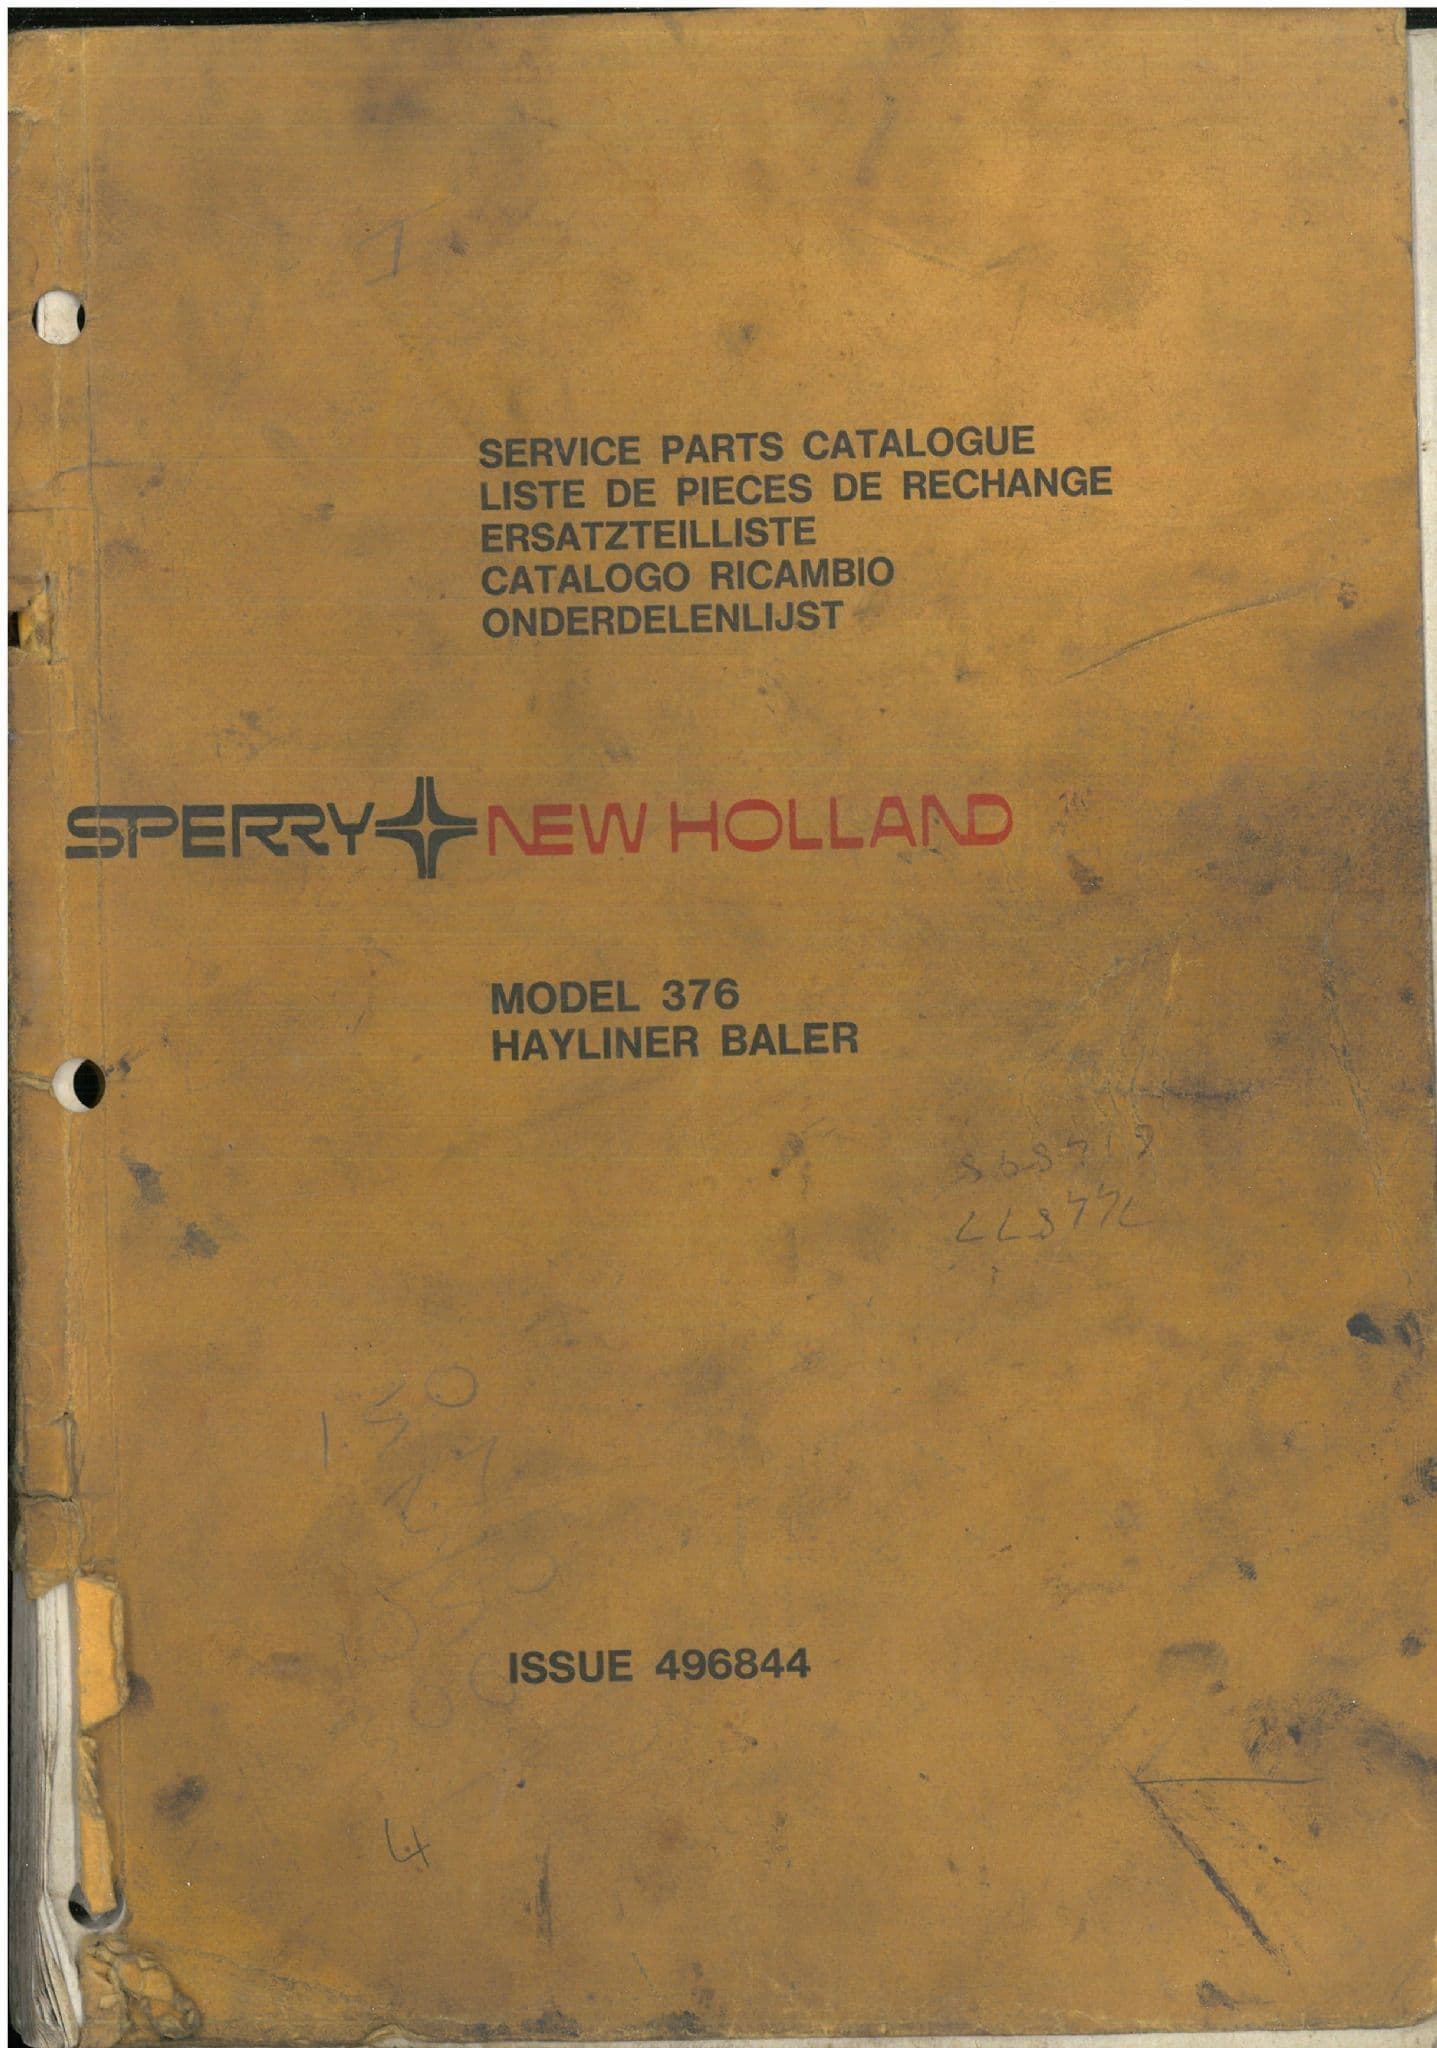 SERVICE PARTS CATALOGUE
LISTE DE PIECES DE RECHANGE
ERSATZTEILLISTE
CATALOGO RICAMBIO
ONDERDELENLIJST
SPERRY NEW HOLLAND
MODEL 376
HAYLINER BALER
ISSUE 496844
4